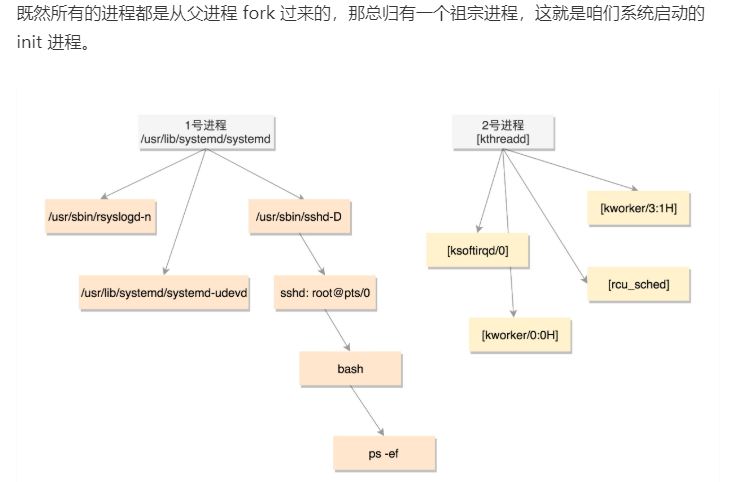 既然所有的进程都是从父进程 fork 过来的，那总归有一个祖宗进程，这就是咱们系统启动的
init 进程。
1号进程
/usr/lib/systemd/systemd
2号进程
[kthreadd]
/usr/sbin/rsyslogd-n
/usr/sbin/sshd-D
[kworker/3:1H]
[ksoftirqd/0]
/usr/lib/systemd/systemd-udevd
sshd: root@pts/0
[rcu_sched]
[kworker/0:0H]
bash
ps -ef